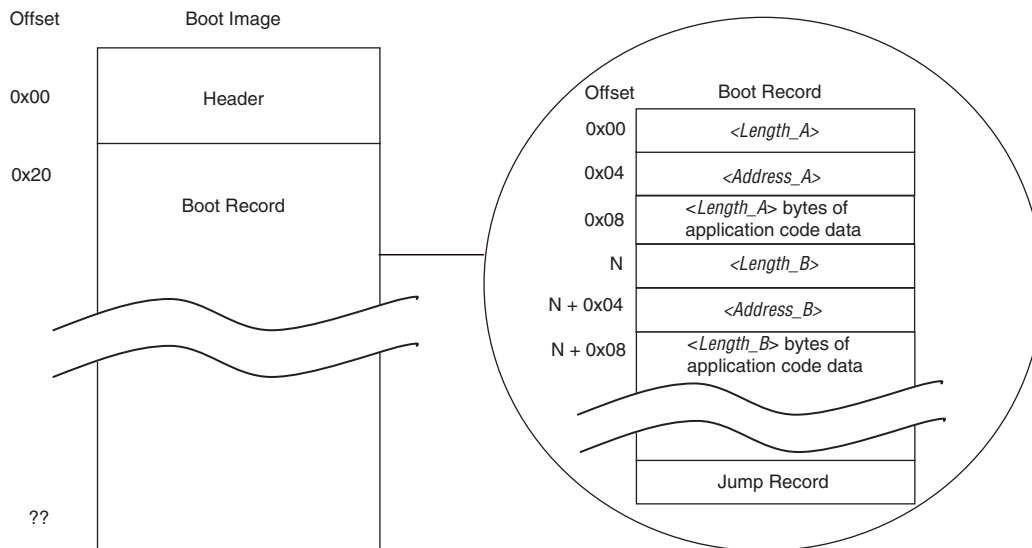 Offset
Boot Image
0x00
Header
0x20
Boot Record
??
Offset
Boot Record
0x00
<Length_A>
0x04
<Address_A>
0x08
<Length_A> bytes of
application code data
N
<Length_B>
N + 0x04
<Address_B>
N + 0x08
<Length_B> bytes of
application code data
Jump Record